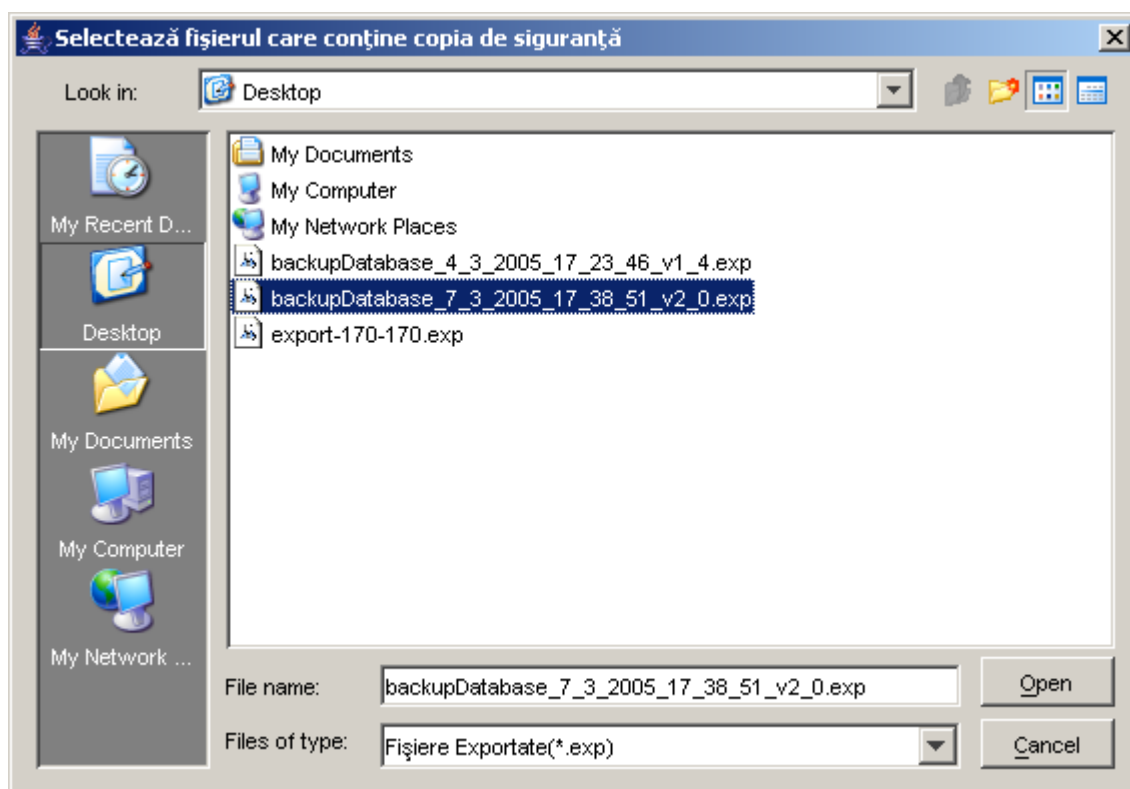 Selectează fişierul care conţine copia de siguranţă
Look in:
Desktop
My Recent D...
Desktop
My Documents
My Computer
My Network ...
My Documents
My Computer
My Network Places
backupDatabase_4_3_2005_17_23_46_v1_4.exp
backupDatabase_7_3_2005_17_38_51_v2_0.exp
export-170-170.exp
File name:
backupDatabase_7_3_2005_17_38_51_v2_0.exp
Open
Files of type:
Fişiere Exportate(*.exp)
Cancel